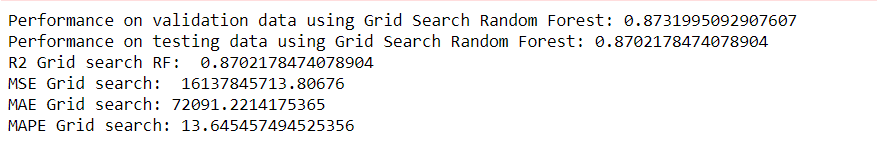 Performance on validation data using Grid Search Random Forest: 0.8731995092907607
Performance on testing data using Grid Search Random Forest: 0.8702178474078904
R2 Grid search RF:  0.8702178474078904
MSE Grid search:  16137845713.80676
MAE Grid search: 72091.2214175365
MAPE Grid search: 13.645457494525356